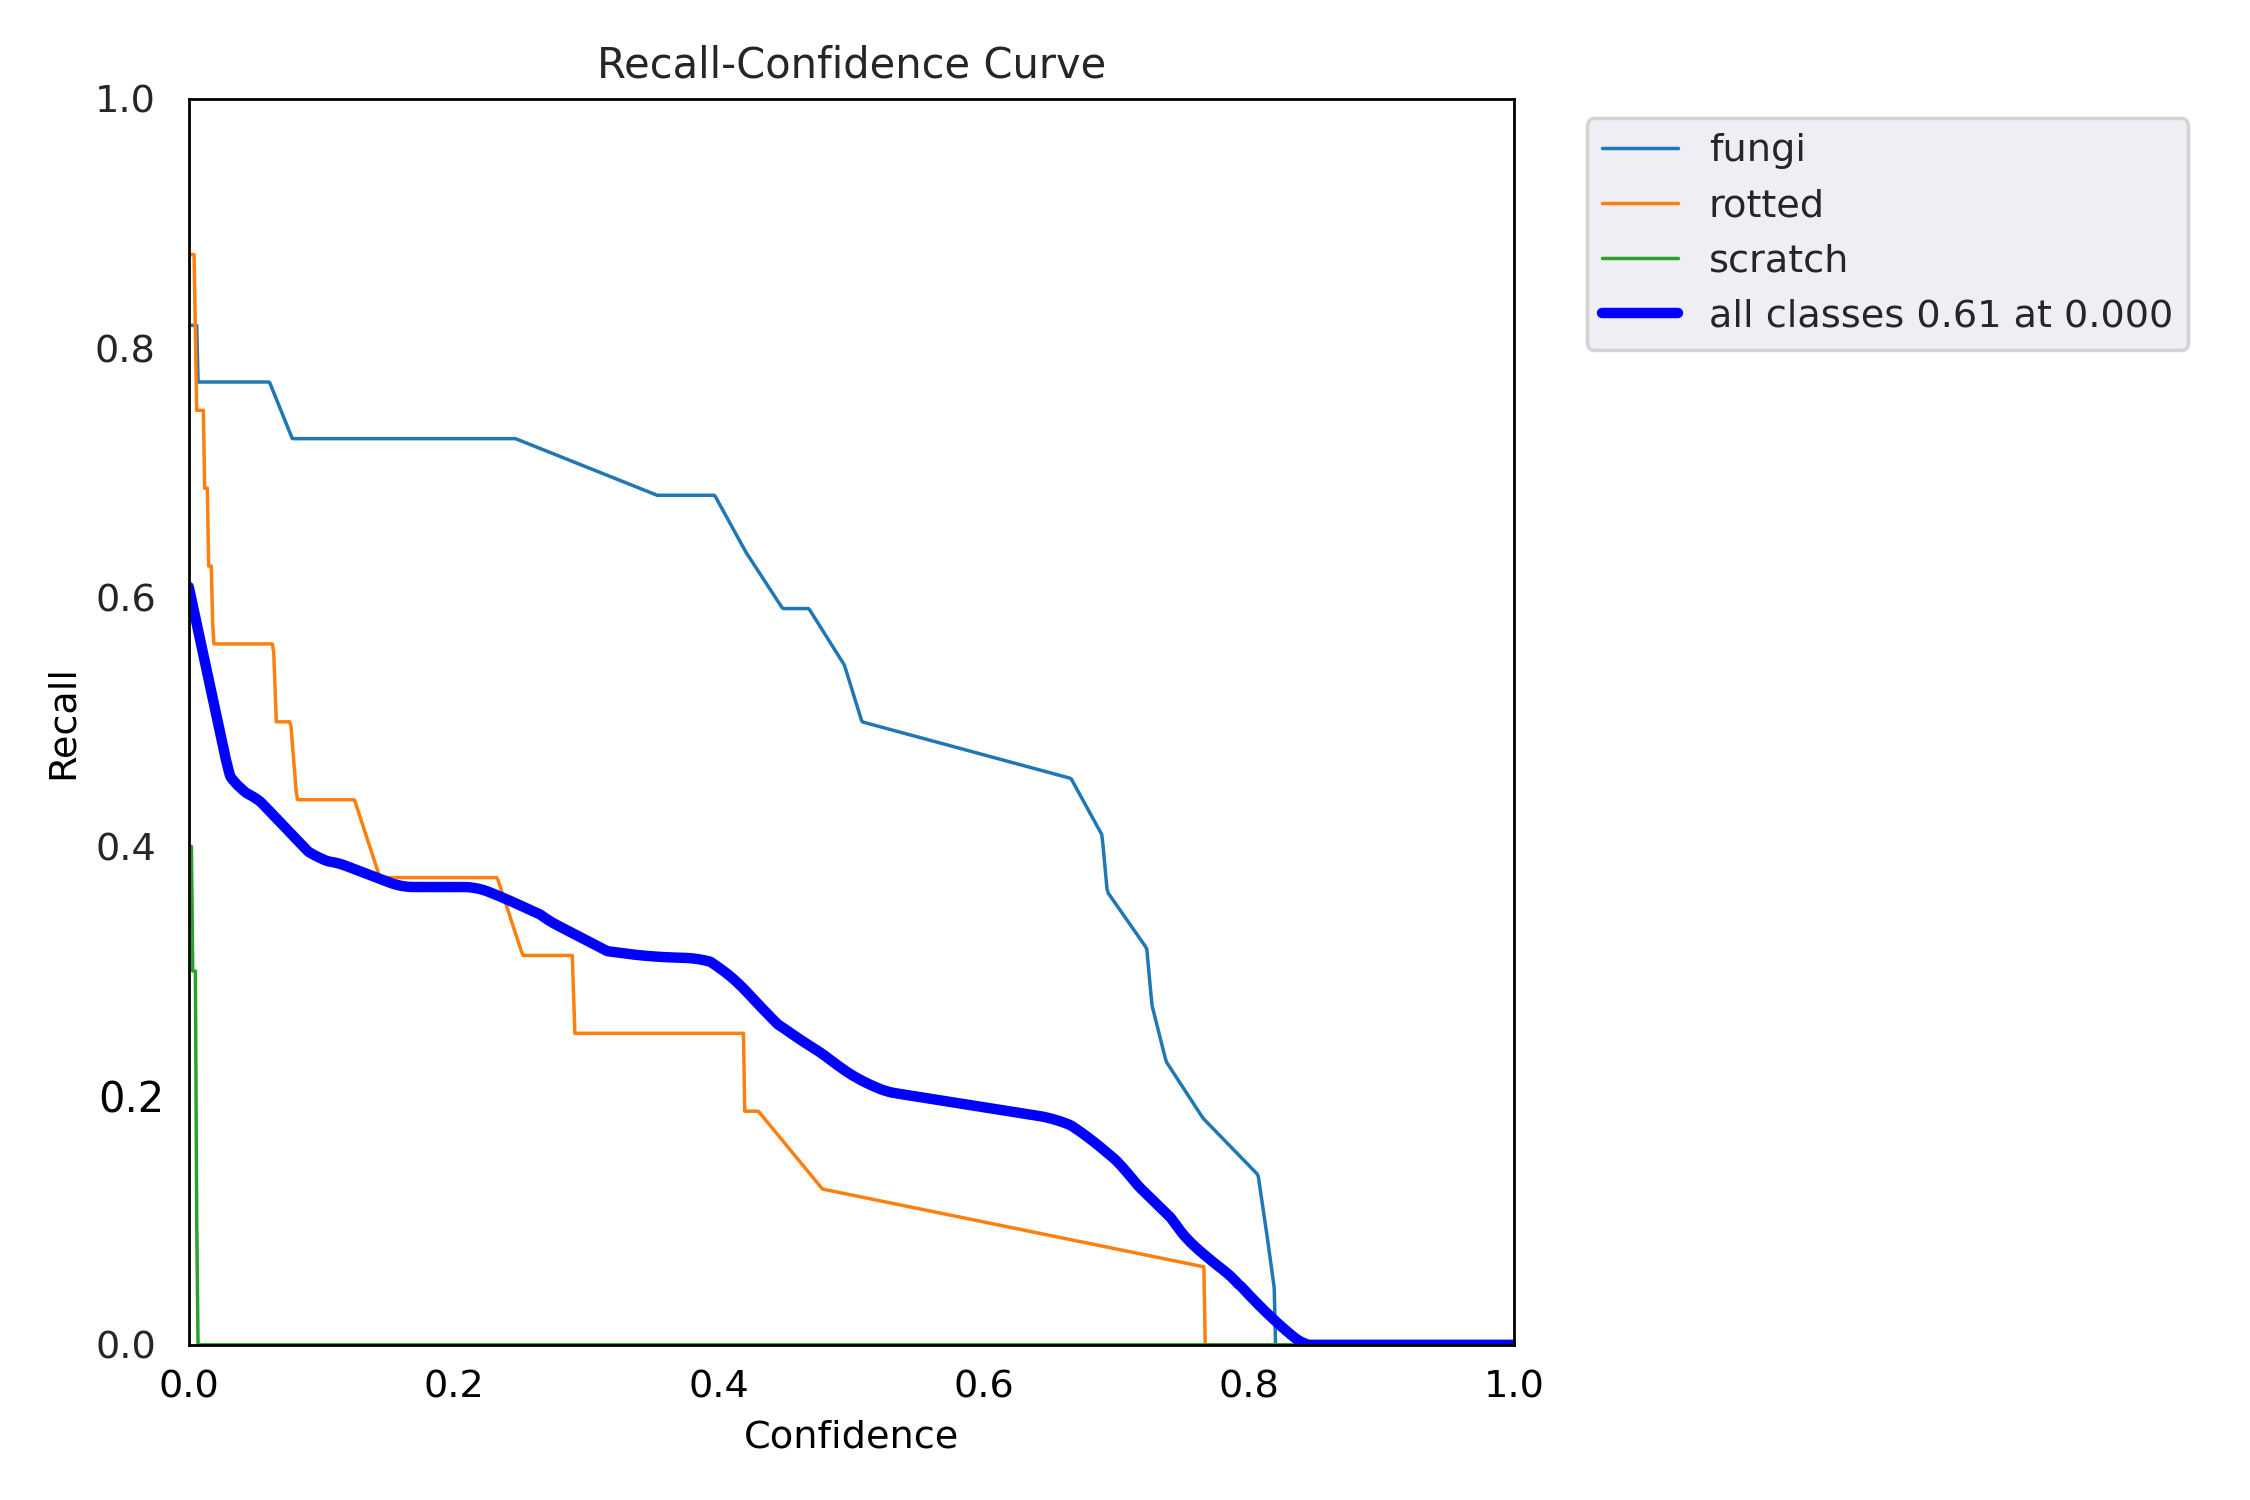 Recall-Confidence Curve
1.0
0.8
0.6
0.4
0.2
0.0
Recall
0.0 0.2 0.4 0.6 0.8 1.0
Confidence
fungi
rotted
scratch
all classes 0.61 at 0.000